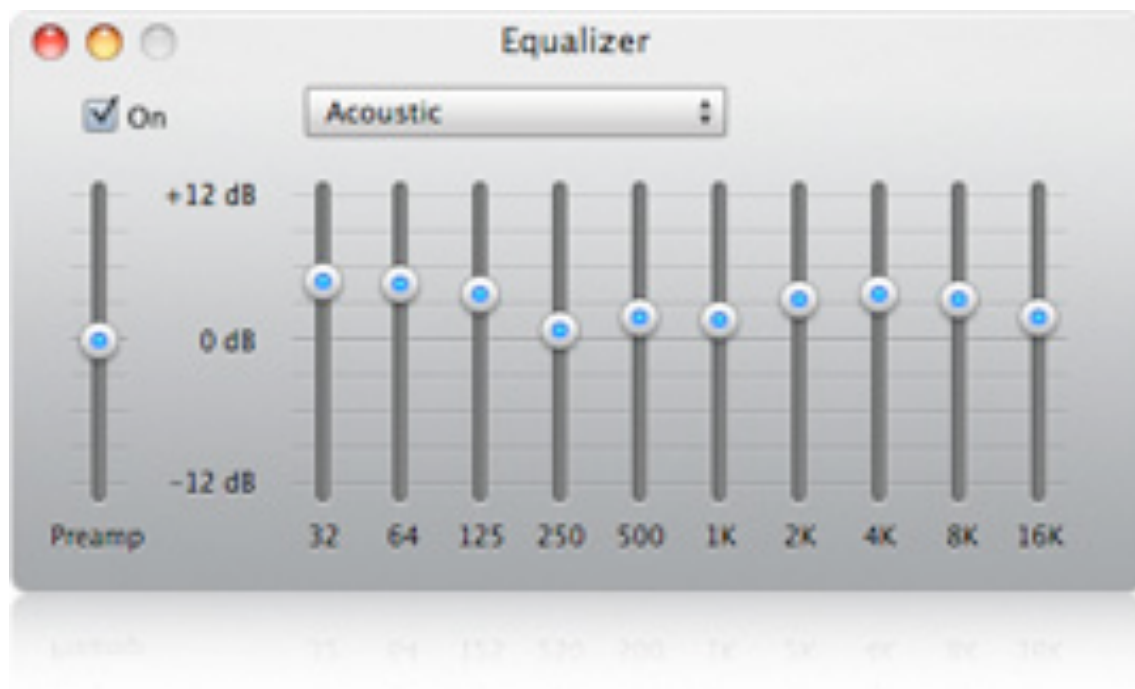 Equalizer
On Acoustic
+12 dB
0 dB
-12 dB
Preamp 32 64 125 250 500 1K 2K 4K 8K 16K